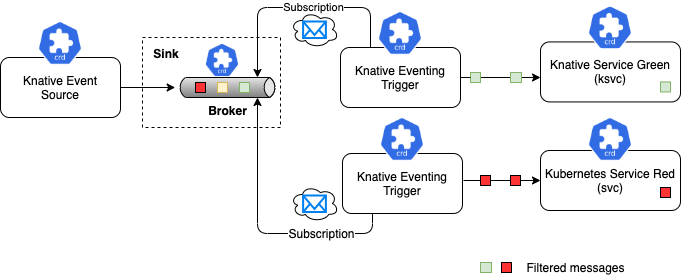 Subscription
crd
crd
crd
Sink
crd
Knative Event
Source
Knative Eventing
Trigger
Knative Service Green
(ksvc)
Broker
crd
crd
Knative Eventing
Trigger
Kubernetes Service Red
(svc)
Subscription
Filtered messages